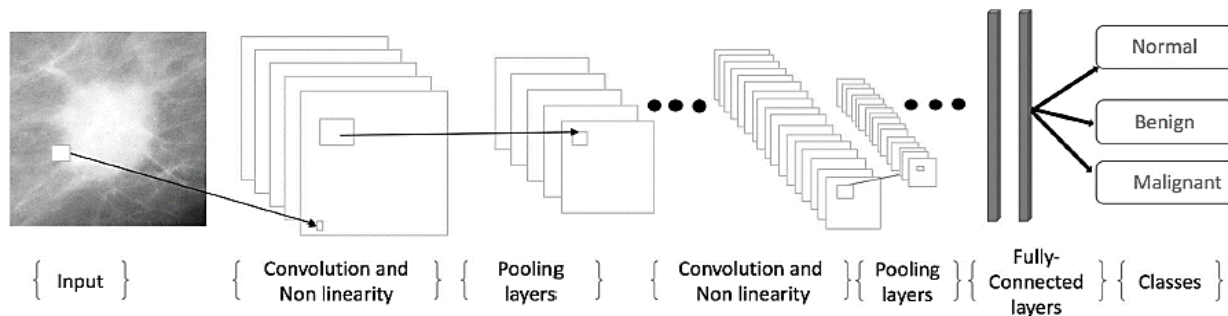 Normal
Benign
Malignant
Input
Convolution and
Non linearity
Pooling
layers
Convolution and
Non linearity
Pooling
layers
Fully-
Connected
layers
Classes